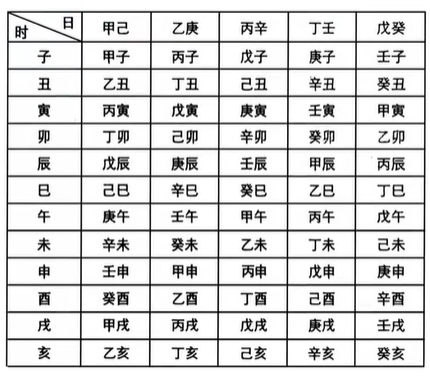 日 时 甲己 乙庚 丙辛 丁壬 戊癸
子 甲子 丙子 戊子 庚子 壬子
丑 乙丑 丁丑 己丑 辛丑 癸丑
寅 丙寅 戊寅 庚寅 壬寅 甲寅
卯 丁卯 己卯 辛卯 癸卯 乙卯
辰 戊辰 庚辰 壬辰 甲辰 丙辰
巳 己巳 辛巳 癸巳 乙巳 丁巳
午 庚午 壬午 甲午 丙午 戊午
未 辛未 癸未 乙未 丁未 己未
申 壬申 甲申 丙申 戊申 庚申
酉 癸酉 乙酉 丁酉 己酉 辛酉
戌 甲戌 丙戌 戊戌 庚戌 壬戌
亥 乙亥 丁亥 己亥 辛亥 癸亥